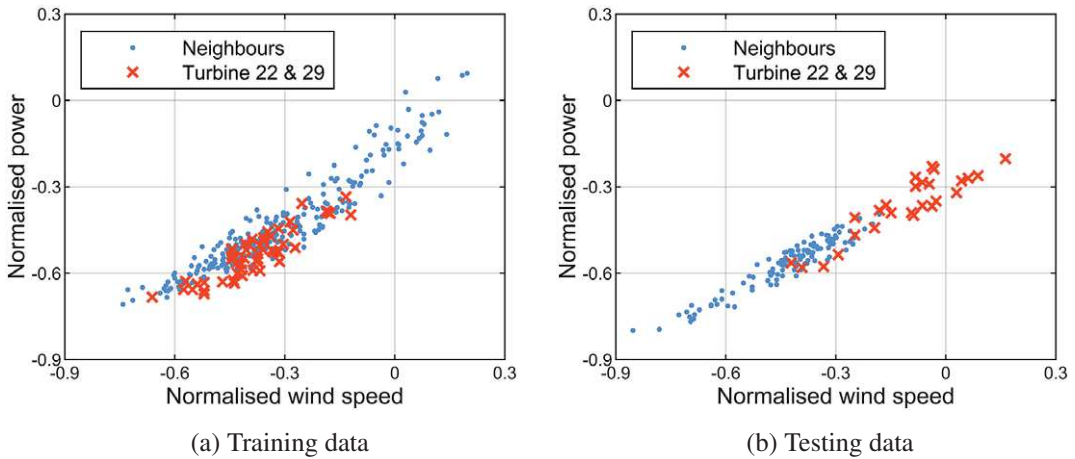 0.3
Neighbours
Turbine 22 & 29
0
-0.3
-0.6
-0.9
-0.9 -0.6 -0.3 0 0.3
Normalised power
Normalised wind speed
(a) Training data
0.3
Neighbours
Turbine 22 & 29
0
-0.3
-0.6
-0.9
-0.9 -0.6 -0.3 0 0.3
Normalised power
Normalised wind speed
(b) Testing data